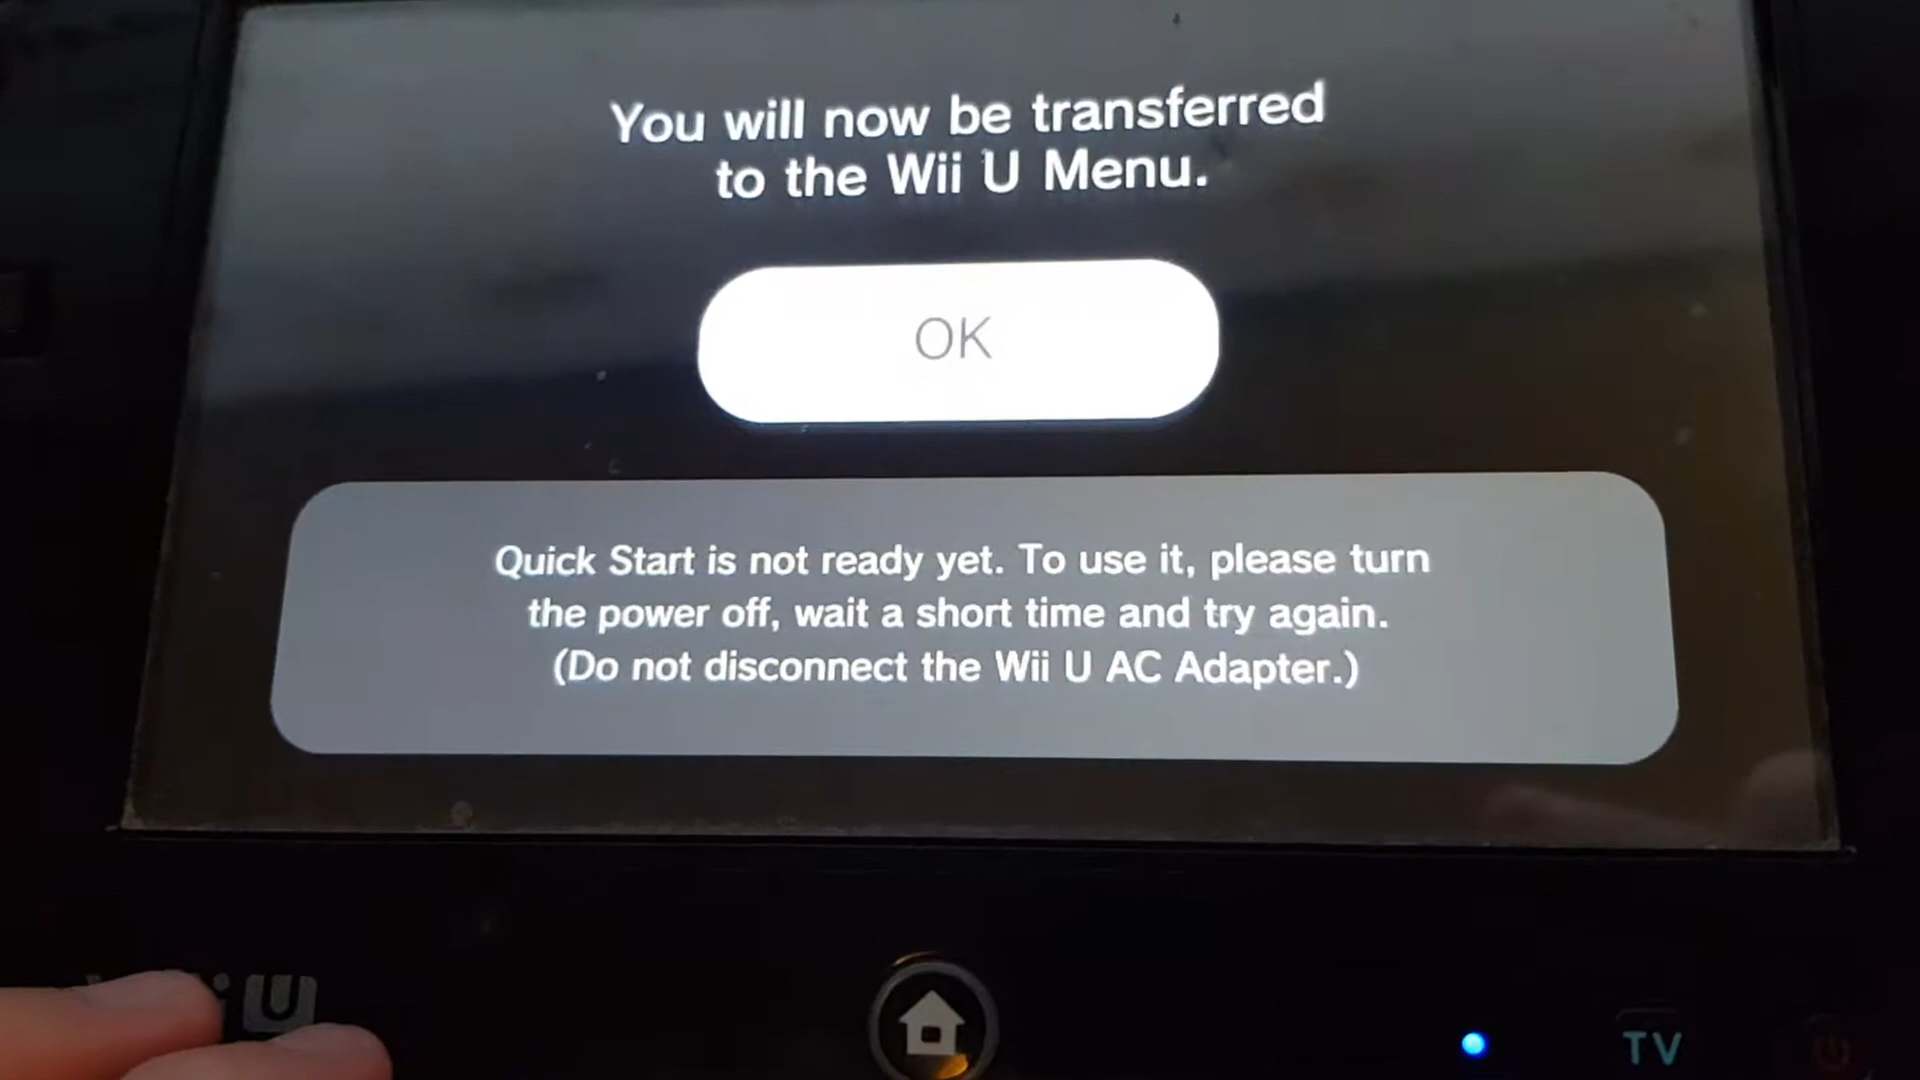 You will now be transferred
to the Wii U Menu.
OK
Quick Start is not ready yet. To use it, please turn
the power off, wait a short time and try again.
(Do not disconnect the Wii U AC Adapter.)
U
TV